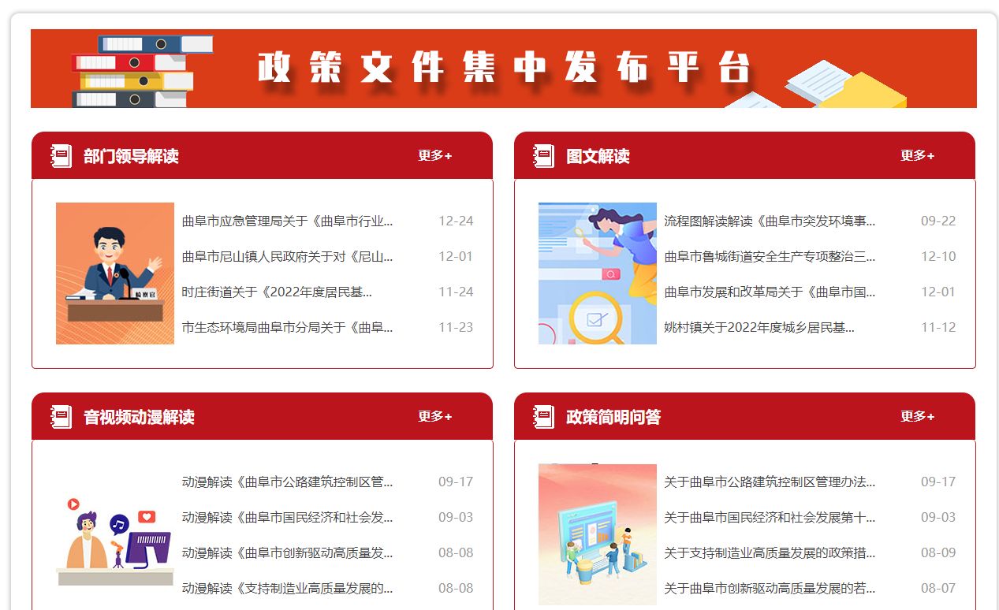 政策文件集中发布平台
部门领导解读 更多+
曲阜市应急管理局关于《曲阜市行业... 12-24
曲阜市尼山镇人民政府关于对《尼山... 12-01
时庄街道关于《2022年度居民基... 11-24
市生态环境局曲阜市分局关于《曲阜... 11-23
检察官
图文解读 更多+
流程图解读解读《曲阜市突发环境事... 09-22
曲阜市鲁城街道安全生产专项整治三... 12-10
曲阜市发展和改革局关于《曲阜市国... 12-01
姚村镇关于2022年度城乡居民基... 11-12
音视频动漫解读 更多+
动漫解读《曲阜市公路建筑控制区管... 09-17
动漫解读《曲阜市国民经济和社会发... 09-03
动漫解读《曲阜市创新驱动高质量发... 08-08
动漫解读《支持制造业高质量发展的... 08-08
政策简明问答 更多+
关于曲阜市公路建筑控制区管理办法... 09-17
关于曲阜市国民经济和社会发展第十... 09-03
关于支持制造业高质量发展的政策措... 08-09
关于曲阜市创新驱动高质量发展的若... 08-07